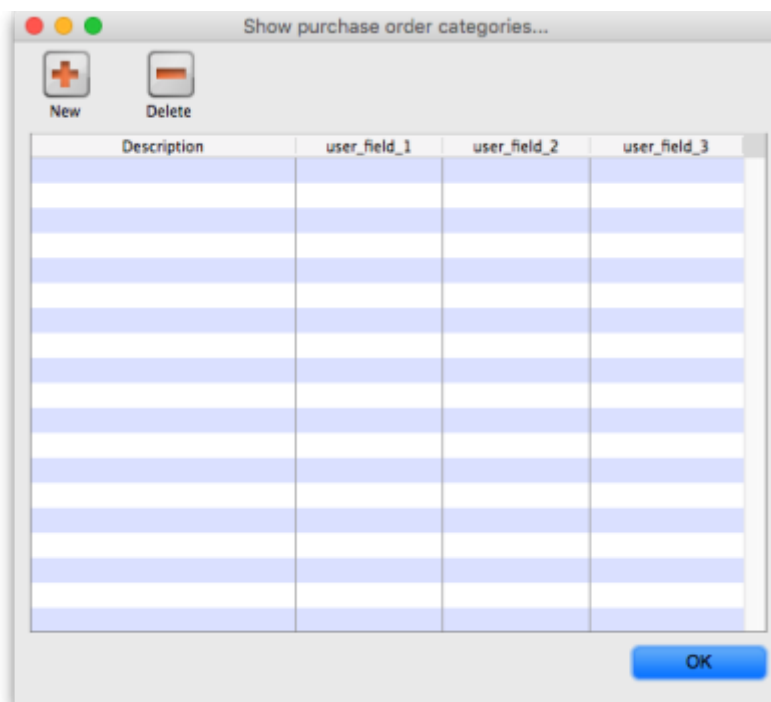 Show purchase order categories...
New Delete
Description user_field_1 user_field_2 user_field_3
OK